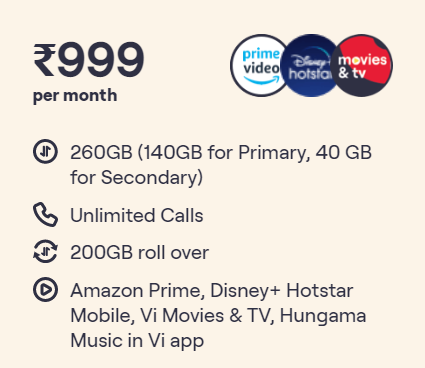 ₹999
per month
prime
video
Disney+
hotstar
movies
& tv
260GB (140GB for Primary, 40 GB
for Secondary)
Unlimited Calls
200GB roll over
Amazon Prime, Disney+ Hotstar
Mobile, Vi Movies & TV, Hungama
Music in Vi app